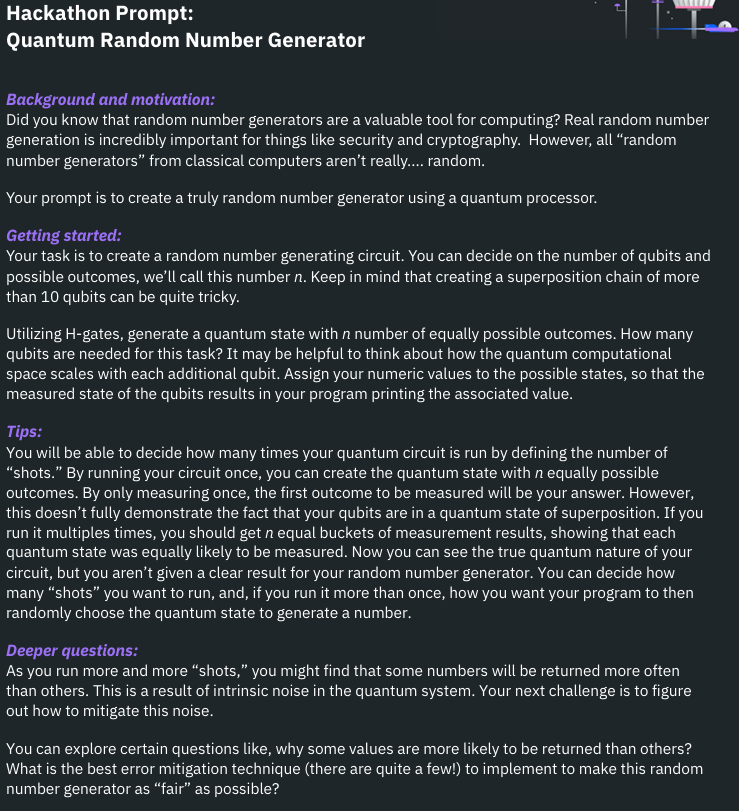 Hackathon Prompt:
Quantum Random Number Generator
Background and motivation:
Did you know that random number generators are a valuable tool for computing? Real random number
generation is incredibly important for things like security and cryptography.  However, all “random
number generators” from classical computers aren’t really.... random.
Your prompt is to create a truly random number generator using a quantum processor.
Getting started:
Your task is to create a random number generating circuit. You can decide on the number of qubits and
possible outcomes, we’ll call this number n. Keep in mind that creating a superposition chain of more
than 10 qubits can be quite tricky.
Utilizing H-gates, generate a quantum state with n number of equally possible outcomes. How many
qubits are needed for this task? It may be helpful to think about how the quantum computational
space scales with each additional qubit. Assign your numeric values to the possible states, so that the
measured state of the qubits results in your program printing the associated value.
Tips:
You will be able to decide how many times your quantum circuit is run by defining the number of
“shots.” By running your circuit once, you can create the quantum state with n equally possible
outcomes. By only measuring once, the first outcome to be measured will be your answer. However,
this doesn’t fully demonstrate the fact that your qubits are in a quantum state of superposition. If you
run it multiple times, you should get n equal buckets of measurement results, showing that each
quantum state was equally likely to be measured. Now you can see the true quantum nature of your
circuit, but you aren’t given a clear result for your random number generator. You can decide how
many “shots” you want to run, and, if you run it more than once, how you want your program to then
randomly choose the quantum state to generate a number.
Deeper questions:
As you run more and more “shots,” you might find that some numbers will be returned more often
than others. This is a result of intrinsic noise in the quantum system. Your next challenge is to figure
out how to mitigate this noise.
You can explore certain questions like, why some values are more likely to be returned than others?
What is the best error mitigation technique (there are quite a few!) to implement to make this random
number generator as “fair” as possible?